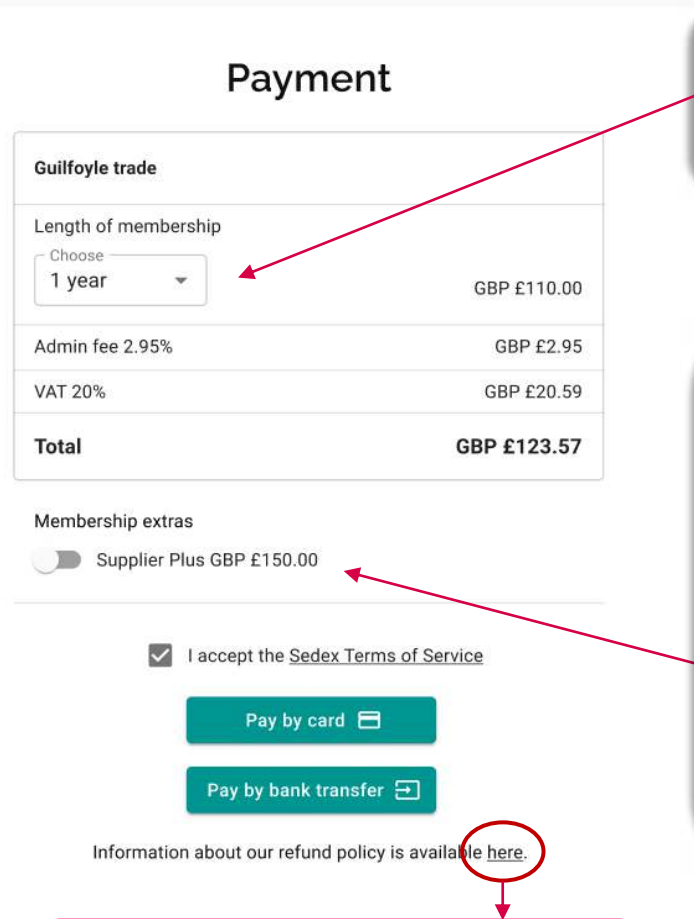 Payment
Guilfoyle trade
Length of membership
Choose
1 year
GBP £110.00
Admin fee 2.95% GBP £2.95
VAT 20% GBP £20.59
Total GBP £123.57
Membership extras
Supplier Plus GBP £150.00
I accept the Sedex Terms of Service
Pay by card
Pay by bank transfer
Information about our refund policy is available here.